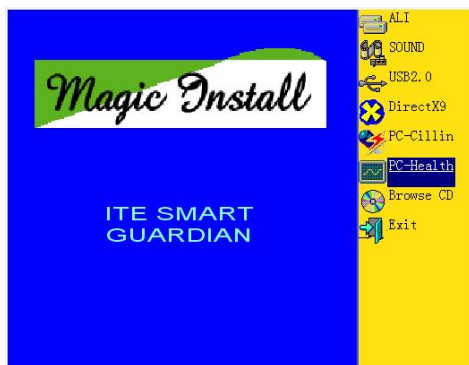 Magic Install
ITE SMART
GUARDIAN
ALI
SOUND
USB2.0
DirectX9
PC-Cillin
PC-Health
Browse CD
Exit